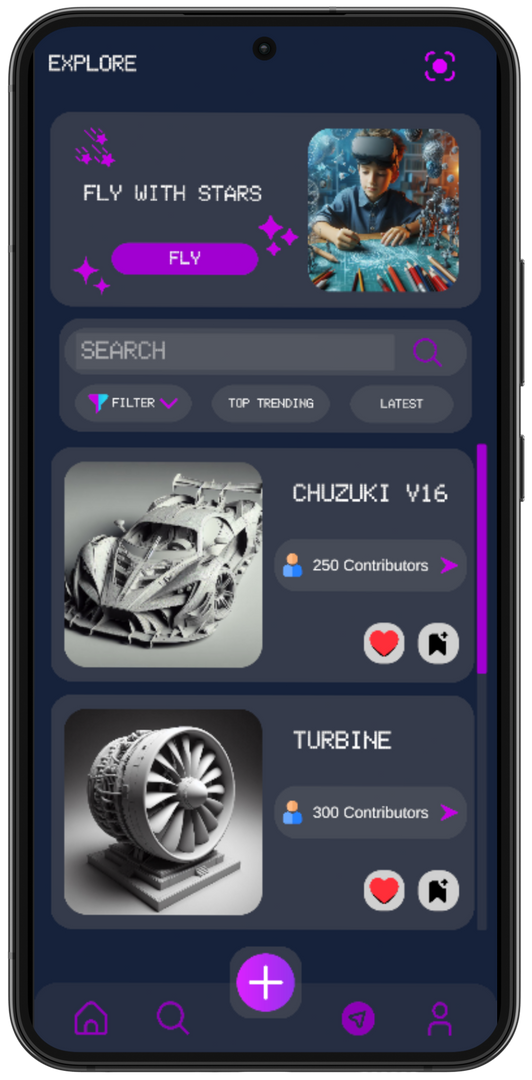 EXPLORE
FLY WITH STARS
FLY
SEARCH
FILTER TOP TRENDING LATEST
CHUZUKI V16
250 Contributors
TURBINE
300 Contributors